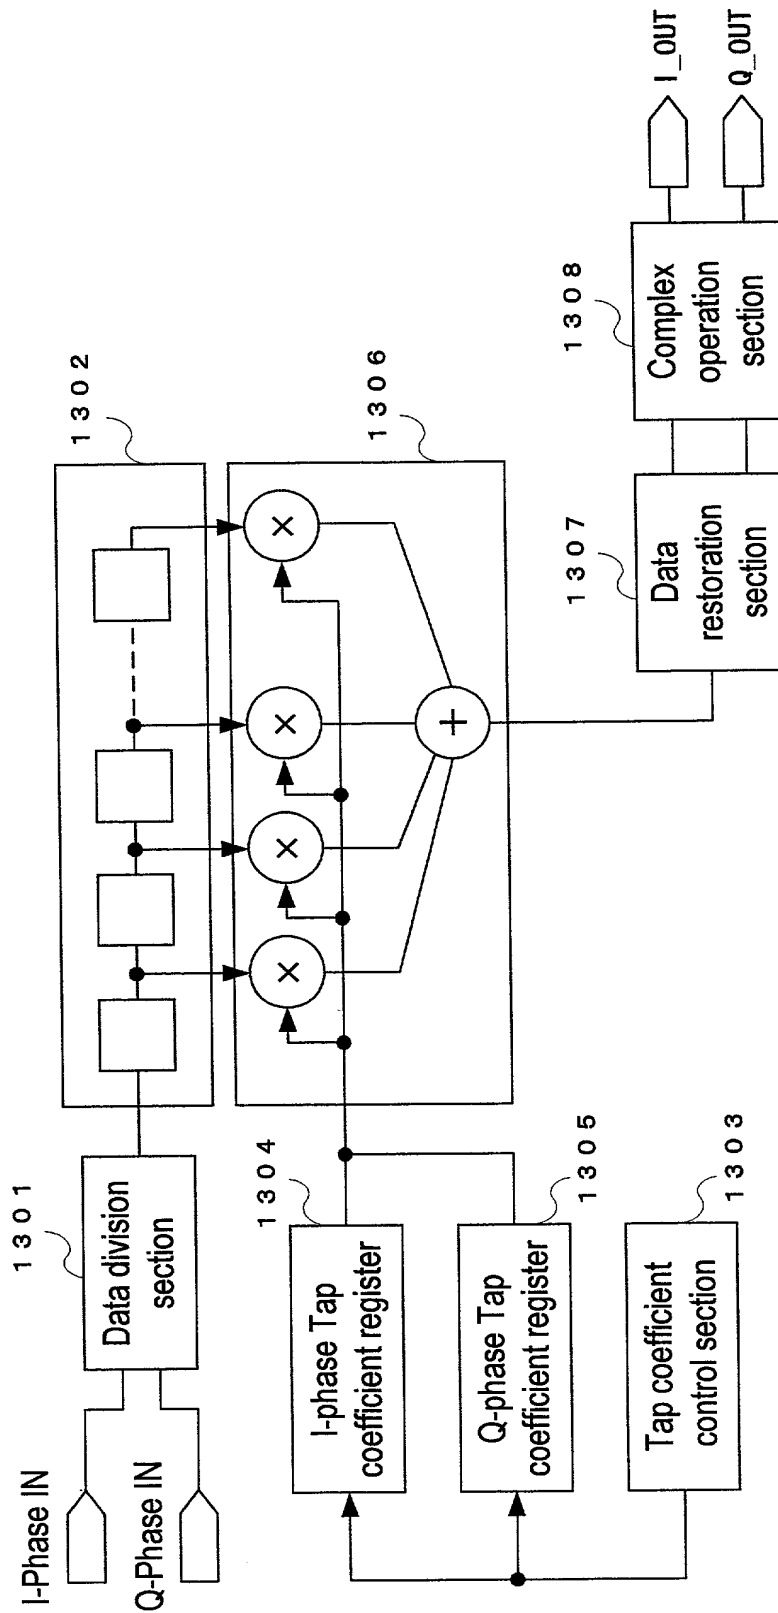 I-Phase IN
Q-Phase IN
1301
Data division
section
1302
1304
I-phase Tap
coefficient register
1305
Q-phase Tap
coefficient register
1303
Tap coefficient
control section
×
×
×
×
+
1306
1307
Data
restoration
section
1308
Complex
operation
section
I_OUT
Q_OUT